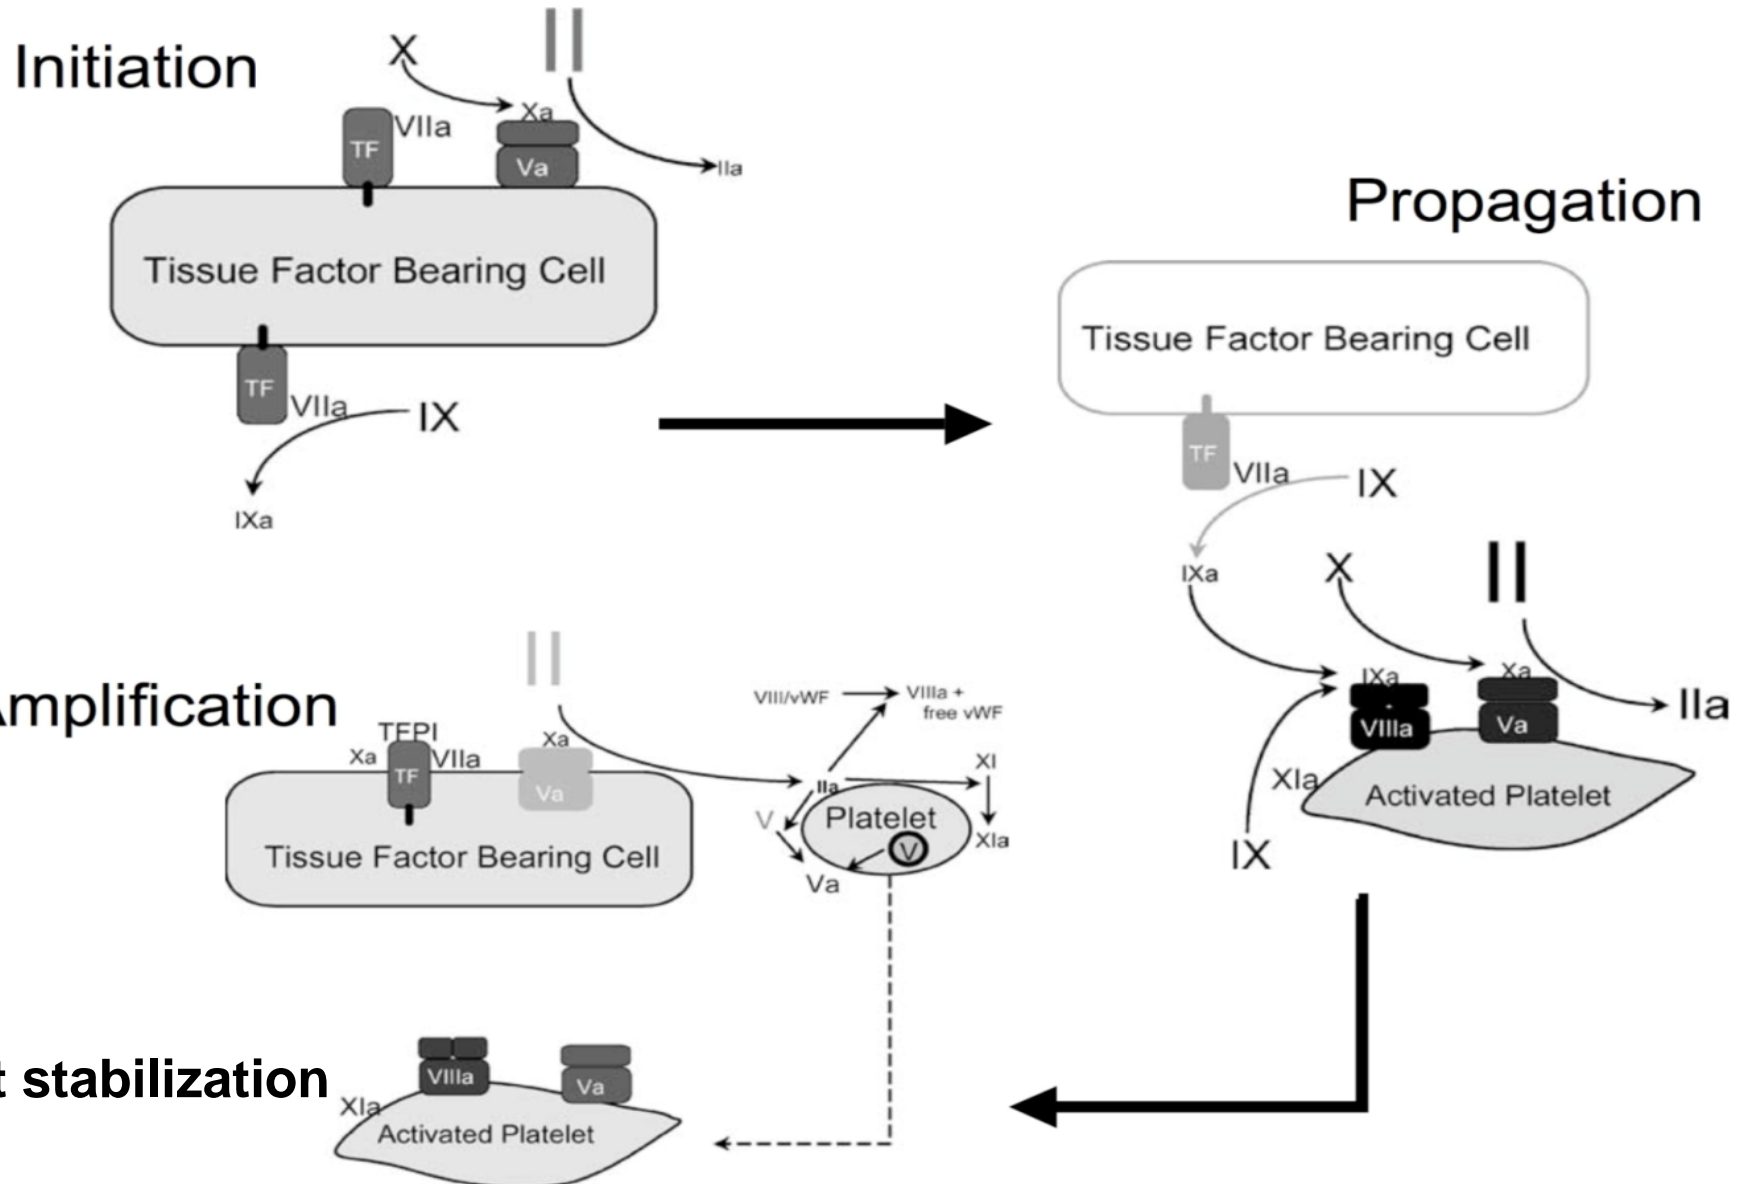 Initiation
X
II
Xa
VIIa
TF
Va
IIa
Tissue Factor Bearing Cell
TF
VIIa
IX
IXa
Propagation
Tissue Factor Bearing Cell
TF
VIIa
IX
IXa
X
II
IXa
Xa
VIIIa
Va
IIa
XIa
Activated Platelet
IX
mplification
II
TFPI
Xa
VIIa
TF
Xa
Va
Tissue Factor Bearing Cell
VIII/vWF
VIIIa +
free vWF
XI
IIa
V
Platelet
V
XIa
Va
t stabilization
VIIIa
Va
XIa
Activated Platelet